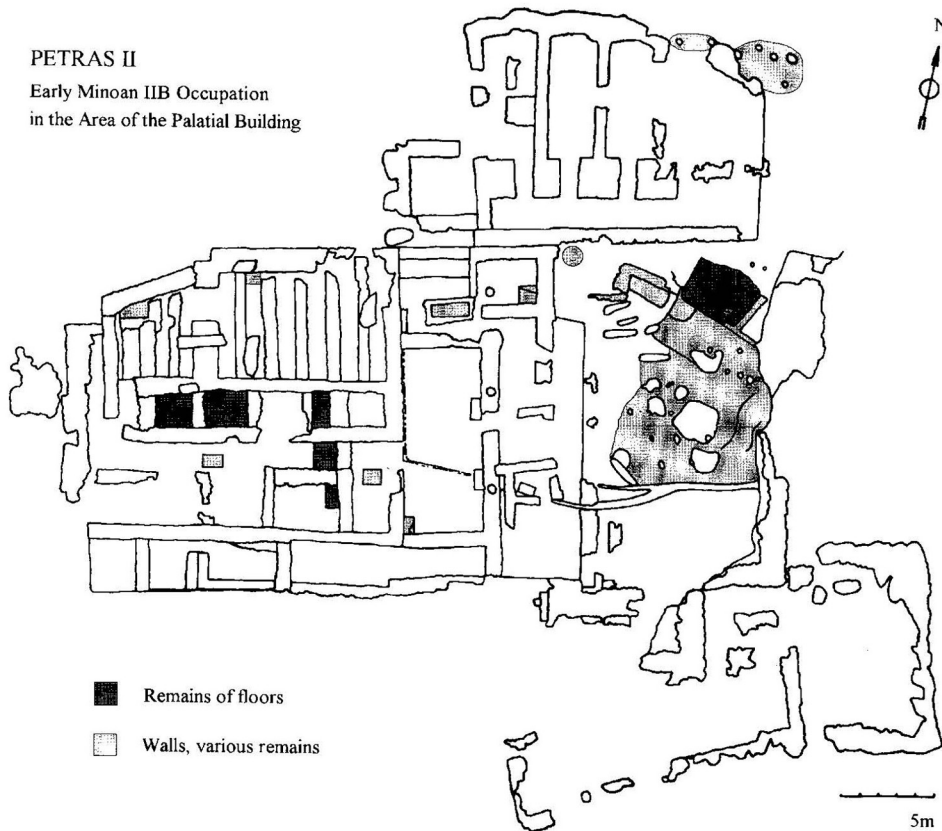 PETRAS II
Early Minoan IIB Occupation
in the Area of the Palatial Building
N
Remains of floors
Walls, various remains
5m